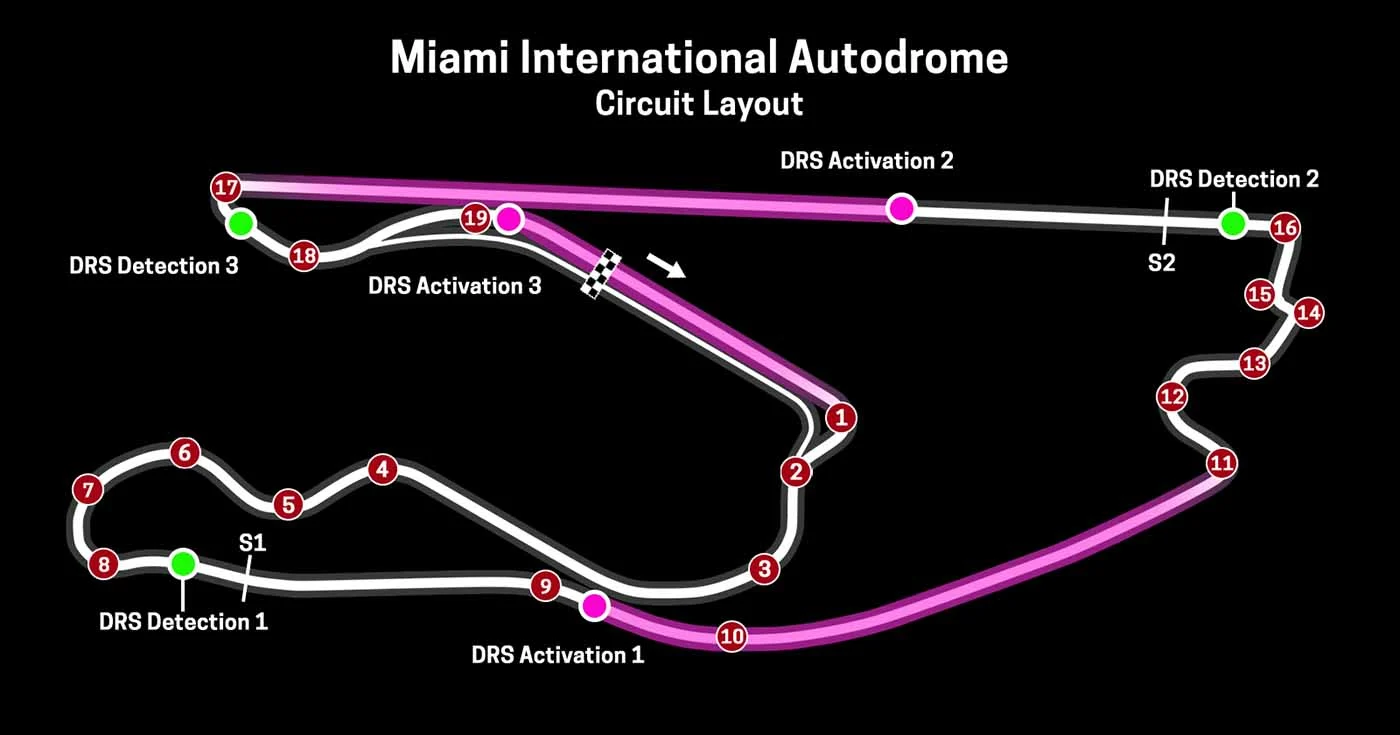 Miami International Autodrome
Circuit Layout
DRS Activation 2
DRS Detection 2
17
19
16
DRS Detection 3
18
DRS Activation 3
S2
15
14
13
12
1
11
6
4
2
7
5
S1
8
9
3
DRS Detection 1
10
DRS Activation 1